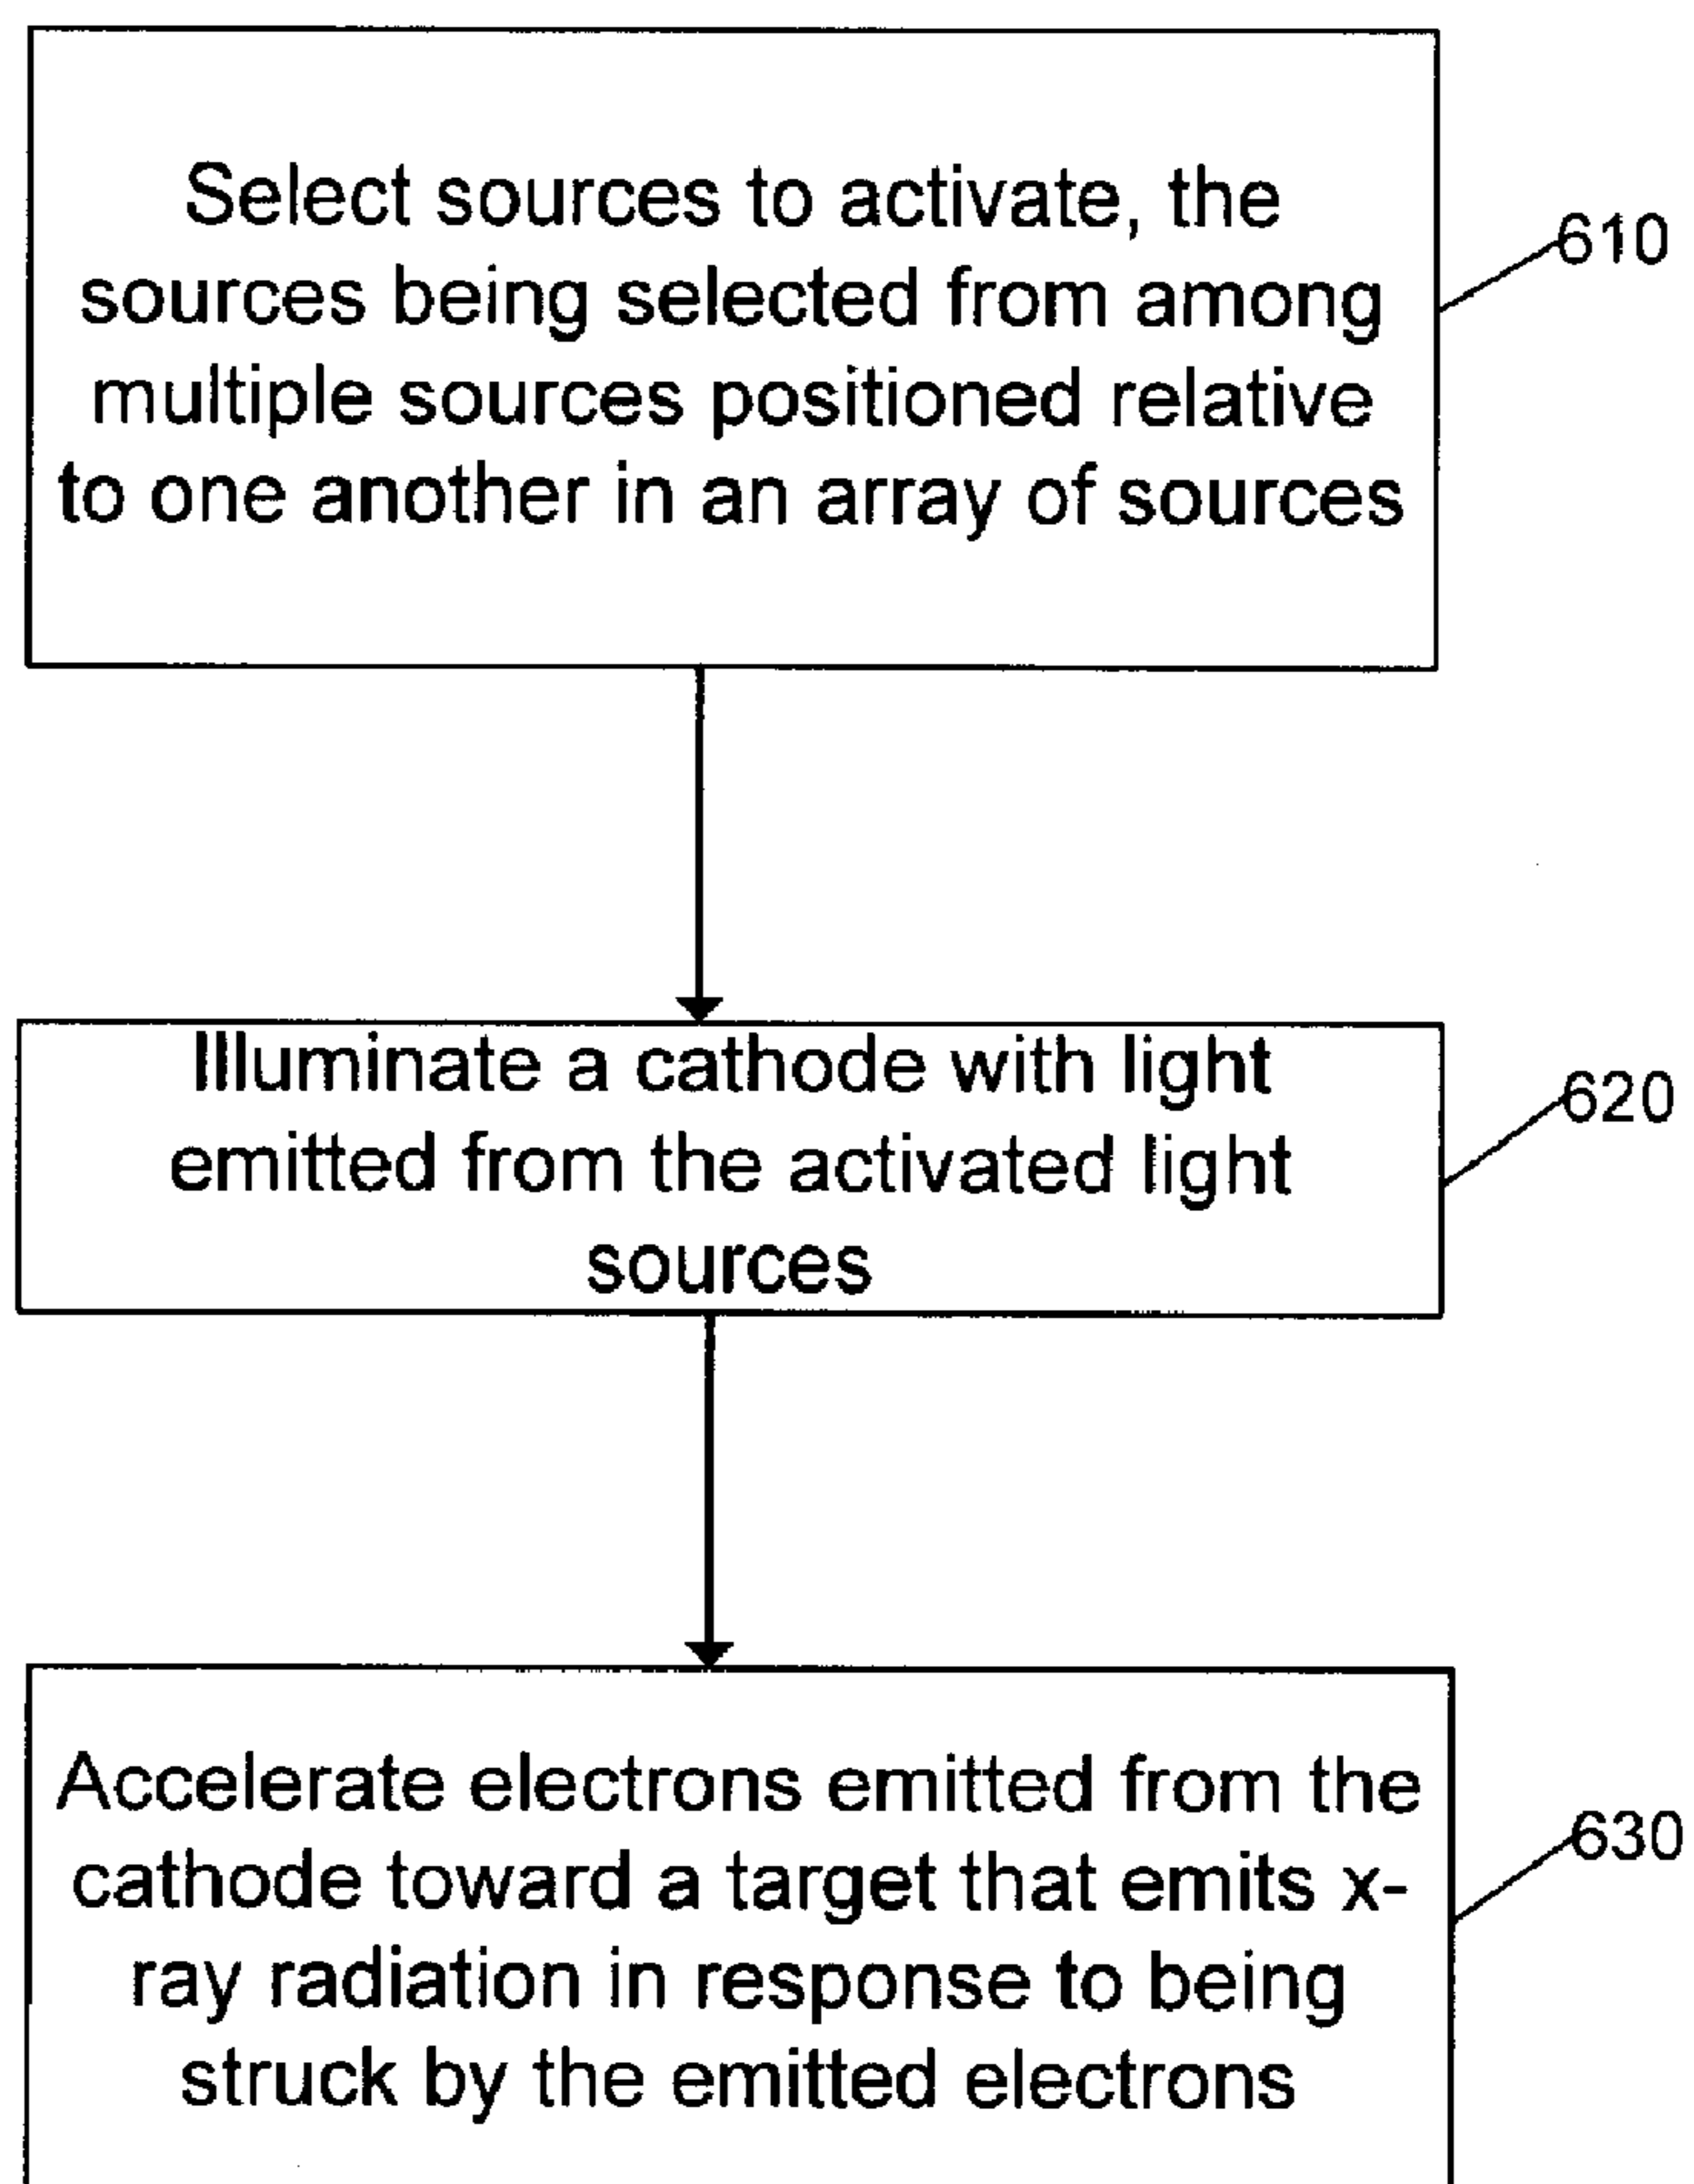 Select sources to activate, the
sources being selected from among
multiple sources positioned relative
to one another in an array of sources
610
Illuminate a cathode with light
emitted from the activated light
sources
620
Accelerate electrons emitted from the
cathode toward a target that emits x-
ray radiation in response to being
struck by the emitted electrons
630